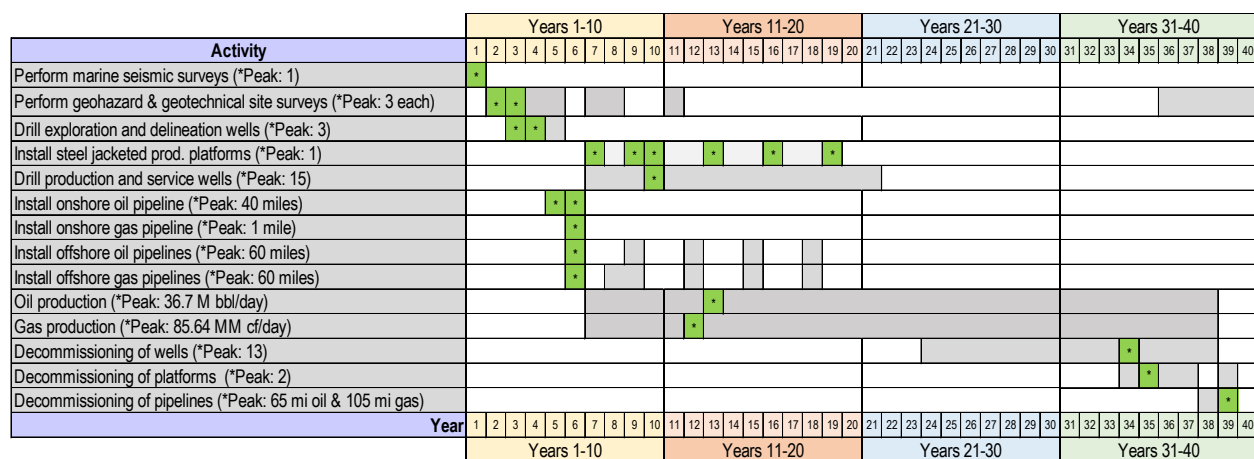 Years 1-10 Years 11-20 Years 21-30 Years 31-40
Activity 1 2 3 4 5 6 7 8 9 10 11 12 13 14 15 16 17 18 19 20 21 22 23 24 25 26 27 28 29 30 31 32 33 34 35 36 37 38 39 40
Perform marine seismic surveys (*Peak: 1) *
Perform geohazard & geotechnical site surveys (*Peak: 3 each) * *
Drill exploration and delineation wells (*Peak: 3) * *
Install steel jacketed prod. platforms (*Peak: 1) * * * * * *
Drill production and service wells (*Peak: 15) *
Install onshore oil pipeline (*Peak: 40 miles) * *
Install onshore gas pipeline (*Peak: 1 mile) *
Install offshore oil pipelines (*Peak: 60 miles) *
Install offshore gas pipelines (*Peak: 60 miles) *
Oil production (*Peak: 36.7 M bbl/day) *
Gas production (*Peak: 85.64 MM cf/day) *
Decommissioning of wells (*Peak: 13) *
Decommissioning of platforms (*Peak: 2) *
Decommissioning of pipelines (*Peak: 65 mi oil & 105 mi gas) *
Year 1 2 3 4 5 6 7 8 9 10 11 12 13 14 15 16 17 18 19 20 21 22 23 24 25 26 27 28 29 30 31 32 33 34 35 36 37 38 39 40
Years 1-10 Years 11-20 Years 21-30 Years 31-40